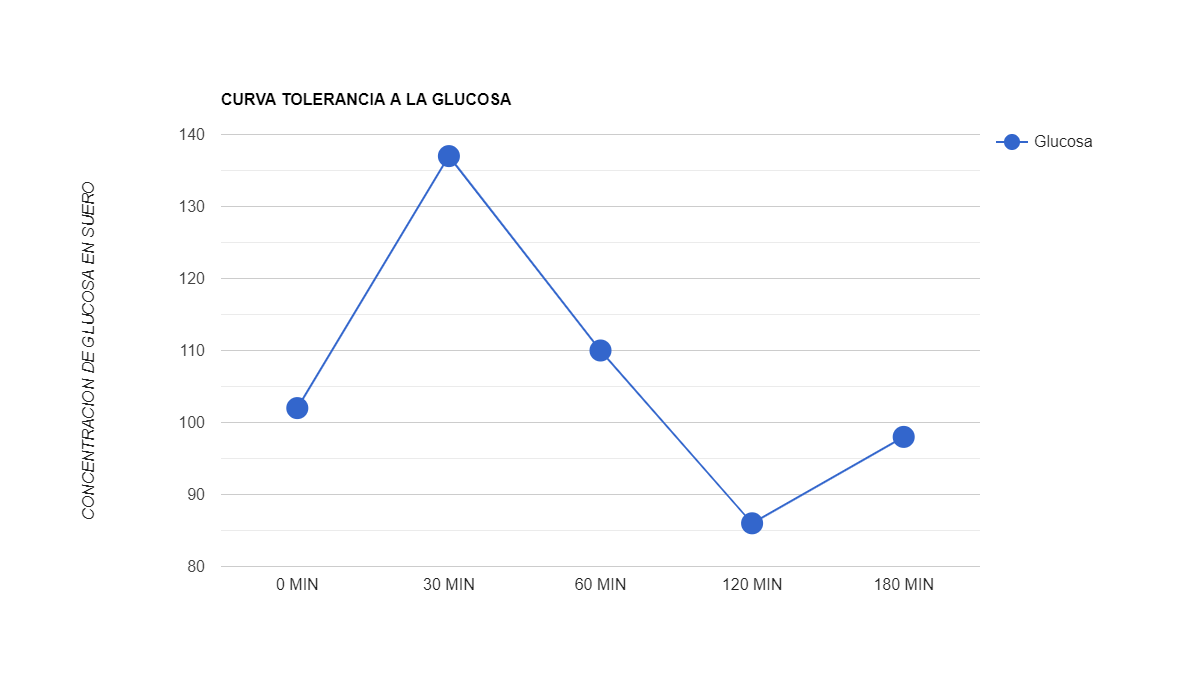 CURVA TOLERANCIA A LA GLUCOSA
140
130
120
110
100
90
80
CONCENTRACION DE GLUCOSA EN SUERO
0 MIN
30 MIN
60 MIN
120 MIN
180 MIN
Glucosa